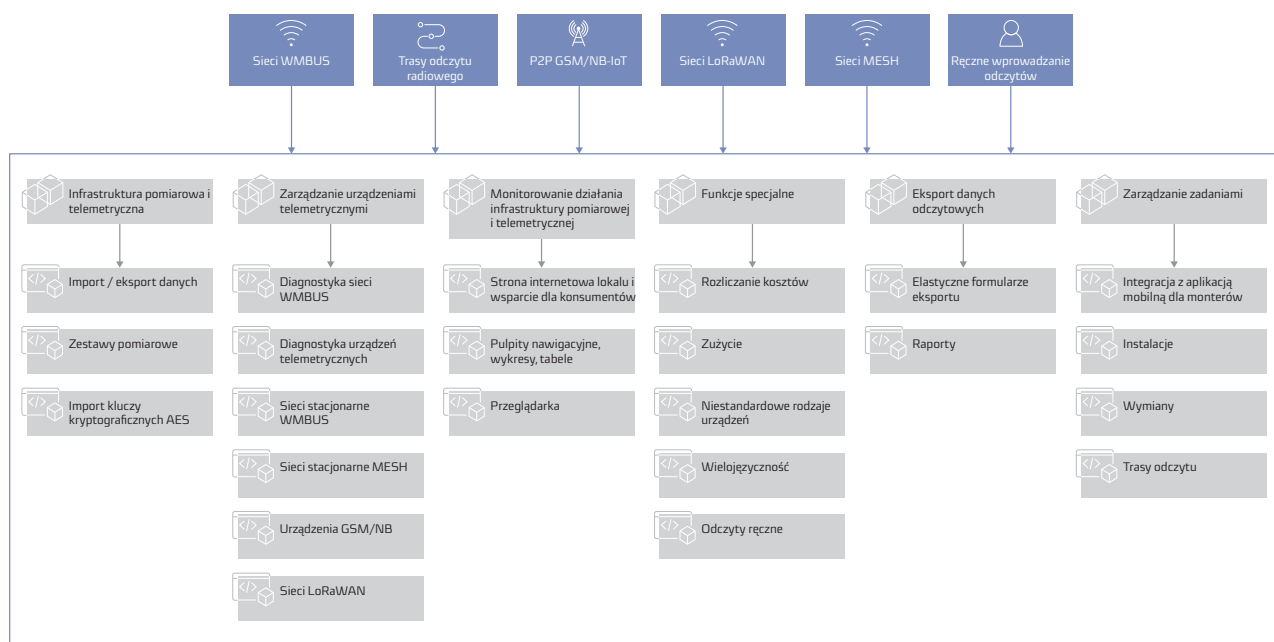 Sieci WMBUS
Trasy odczytu
radiowego
P2P GSM/NB-IoT
Sieci LoRaWAN
Sieci MESH
Ręczne wprowadzanie
odczytów
Infrastruktura pomiarowa i
telemetryczna
Import / eksport danych
Zestawy pomiarowe
Import kluczy
kryptograficznych AES
Zarządzanie urządzeniami
telemetrycznymi
Diagnostyka sieci
WMBUS
Diagnostyka urządzeń
telemetrycznych
Sieci stacjonarne
WMBUS
Sieci stacjonarne MESH
Urządzenia GSM/NB
Sieci LoRaWAN
Monitorowanie działania
infrastruktury pomiarowej
i telemetrycznej
Strona internetowa lokalu i
wsparcie dla konsumentów
Pulpity nawigacyjne,
wykresy, tabele
Przeglądarka
Funkcje specjalne
Rozliczanie kosztów
Zużycie
Niestandardowe rodzaje
urządzeń
Wielojęzyczność
Odczyty ręczne
Eksport danych
odczytowych
Elastyczne formularze
eksportu
Raporty
Zarządzanie zadaniami
Integracja z aplikacją
mobilną dla monterów
Instalacje
Wymiany
Trasy odczytu